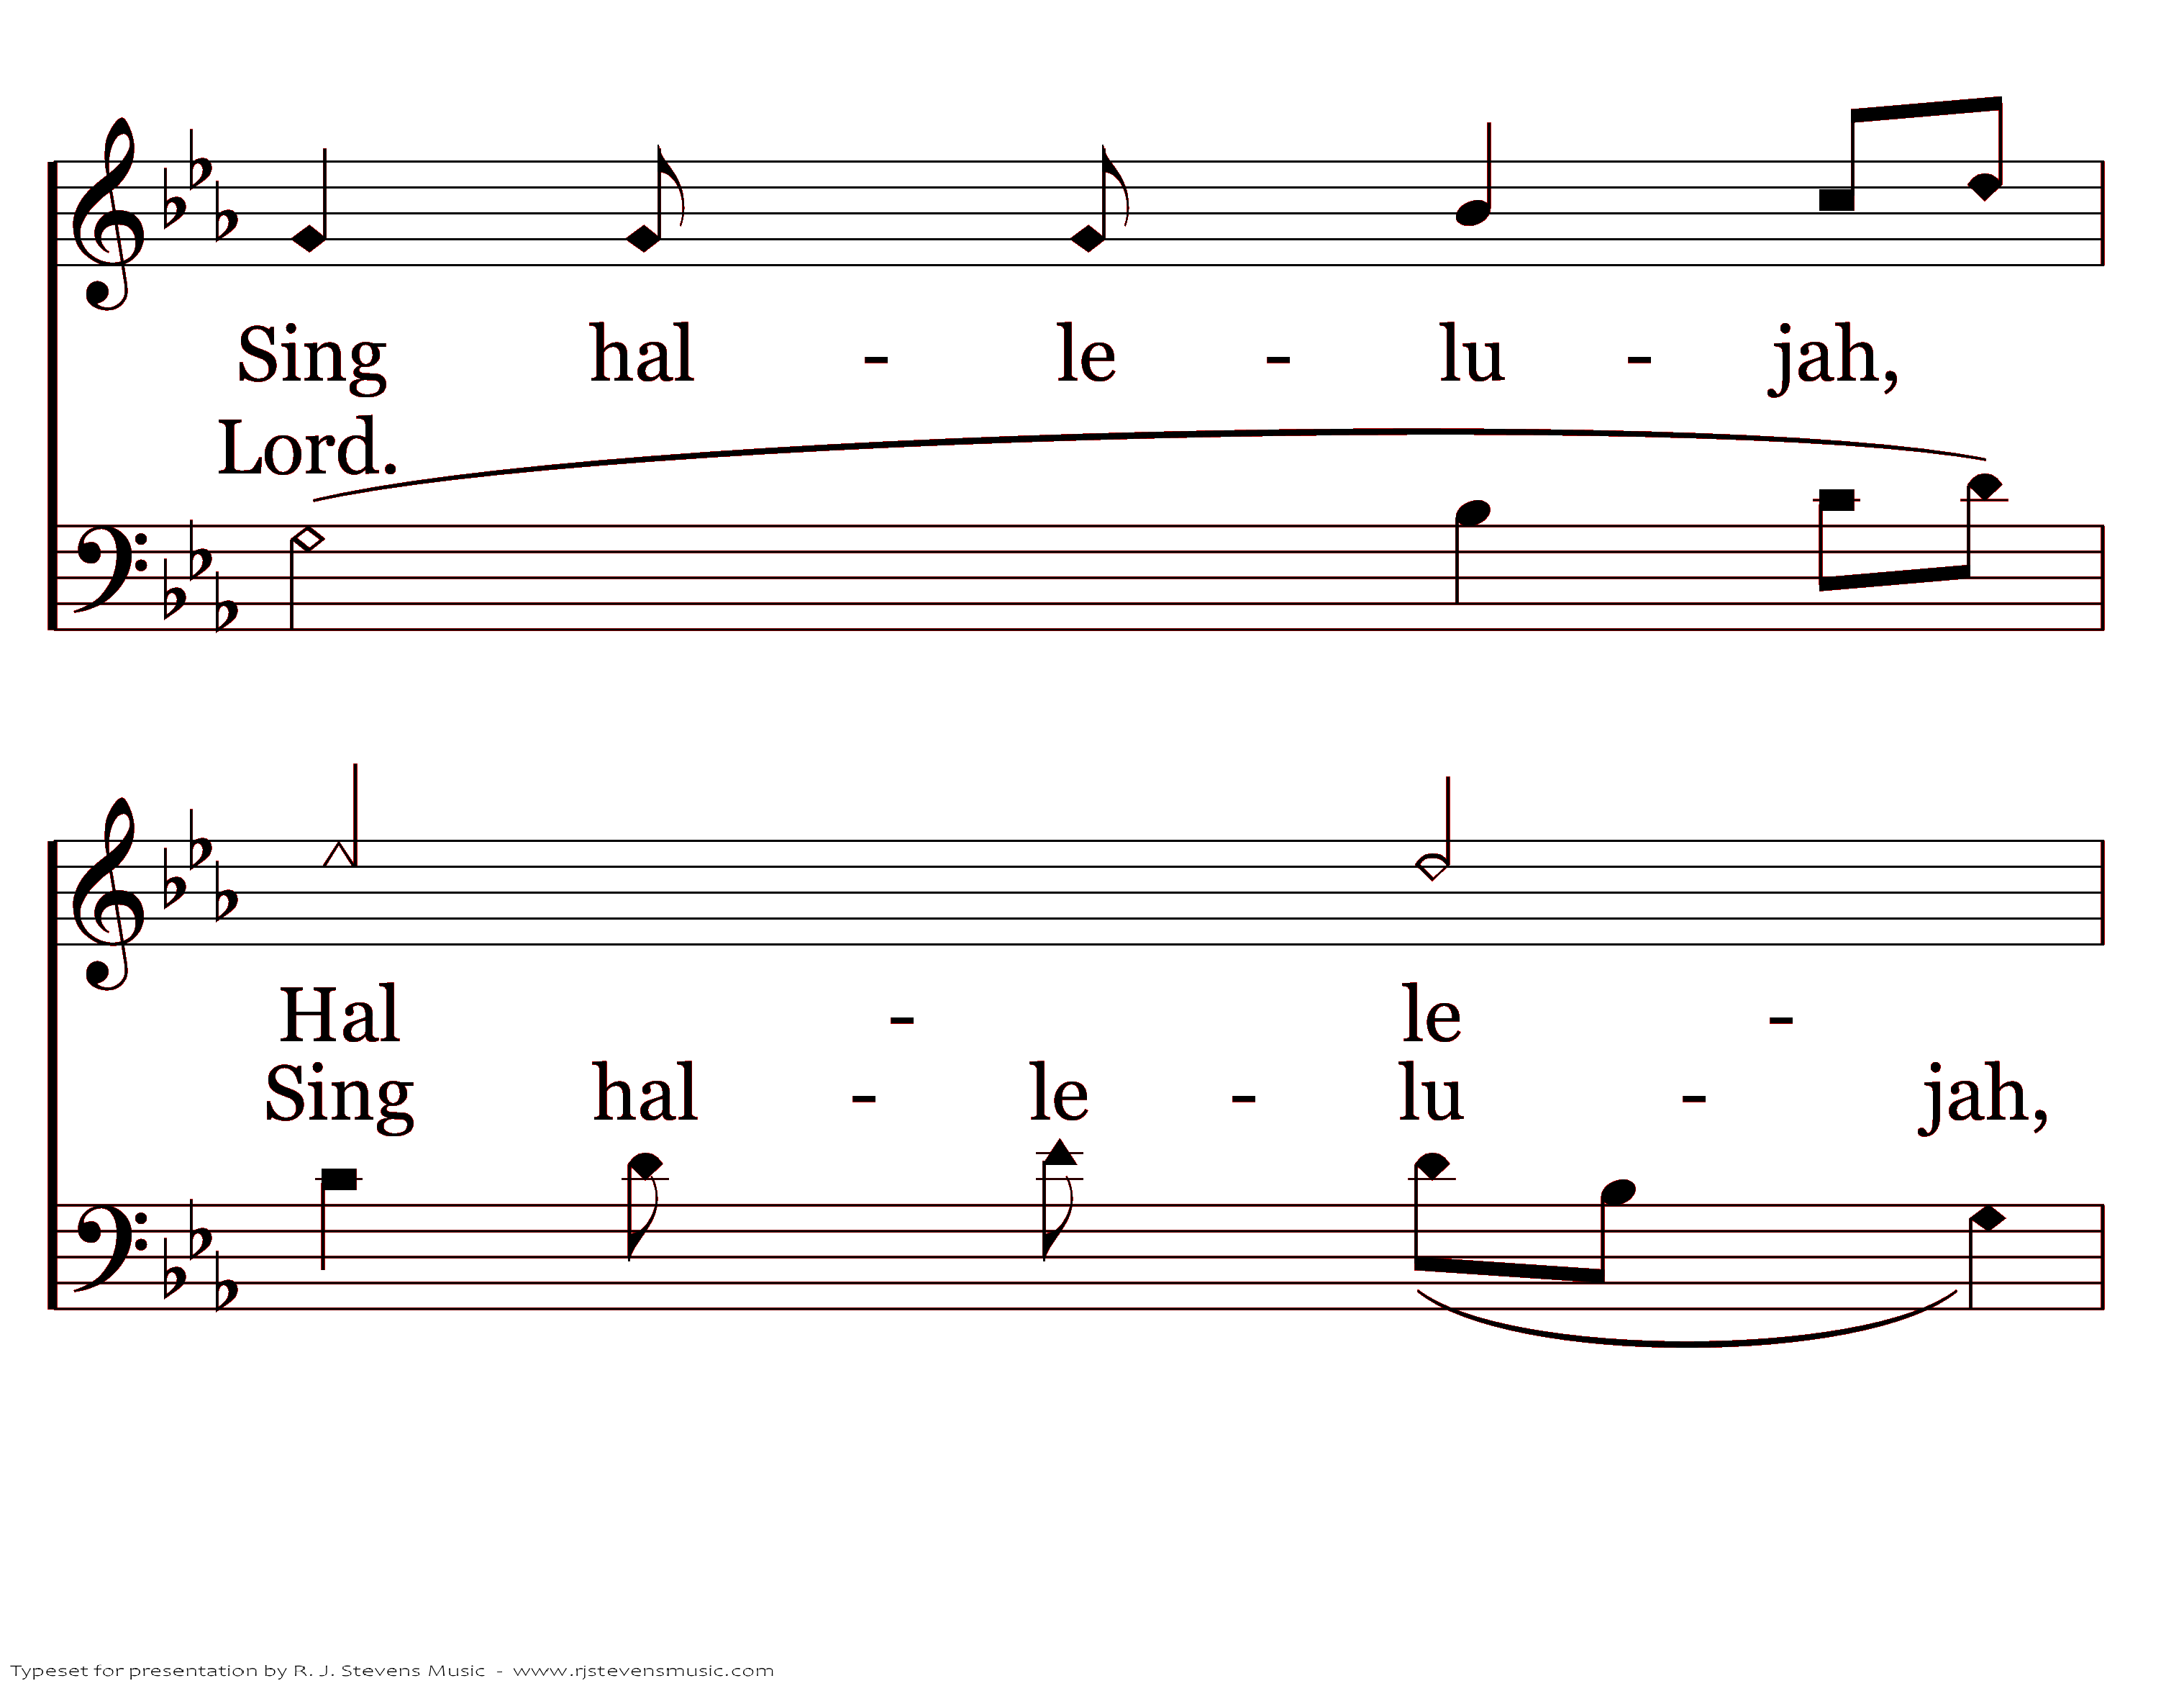 Sing hal - le - lu - jah,
Lord.
Hal - le -
Sing hal - le - lu - jah,
Typeset for presentation by R. J. Stevens Music - www.rjstevensmusic.com